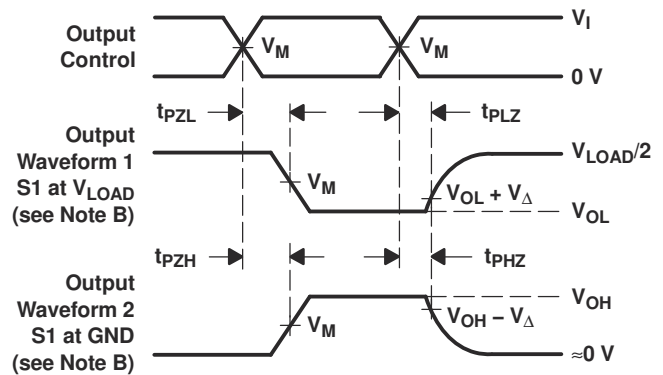 Output
Control
V_M
V_M
V_I
0 V
t_PZL
t_PLZ
Output
Waveform 1
S1 at V_LOAD
(see Note B)
V_M
V_LOAD/2
V_OL + V_Δ
V_OL
t_PZH
t_PHZ
Output
Waveform 2
S1 at GND
(see Note B)
V_M
V_OH
V_OH − V_Δ
≈0 V